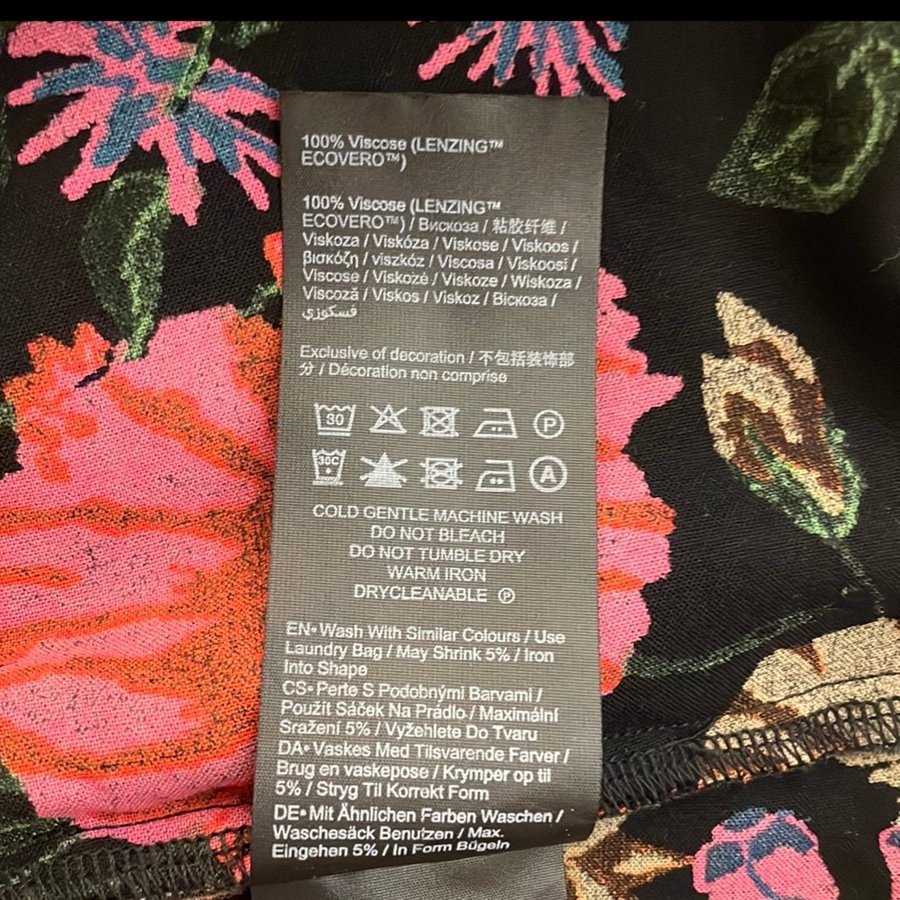 100% Viscose (LENZING™
ECOVERO™)
100% Viscose (LENZING™
ECOVERO™) / Вискоза / 粘胶纤维 /
Viskoza / Viskóza / Viskose / Viskoos /
βισκόζη / viszkóz / Viscosa / Viskoosi /
Viscose / Viskozė / Viskoze / Wiskoza /
Viscoză / Viskos / Viskoz / Віскоза /
فسكوزي
Exclusive of decoration / 不包括装饰部
分 / Décoration non comprise
30 P
30C A
COLD GENTLE MACHINE WASH
DO NOT BLEACH
DO NOT TUMBLE DRY
WARM IRON
DRYCLEANABLE Ⓟ
EN•Wash With Similar Colours / Use
Laundry Bag / May Shrink 5% / Iron
Into Shape
CS•Perte S Podobnými Barvami /
Použít Sáček Na Prádlo / Maximální
Sražení 5% / Vyžehlete Do Tvaru
DA•Vaskes Med Tilsvarende Farver /
Brug en vaskepose / Krymper op til
5% / Stryg Til Korrekt Form
DE•Mit Ähnlichen Farben Waschen /
Waschesäck Benutzen / Max.
Eingehen 5% / In Form Bügeln